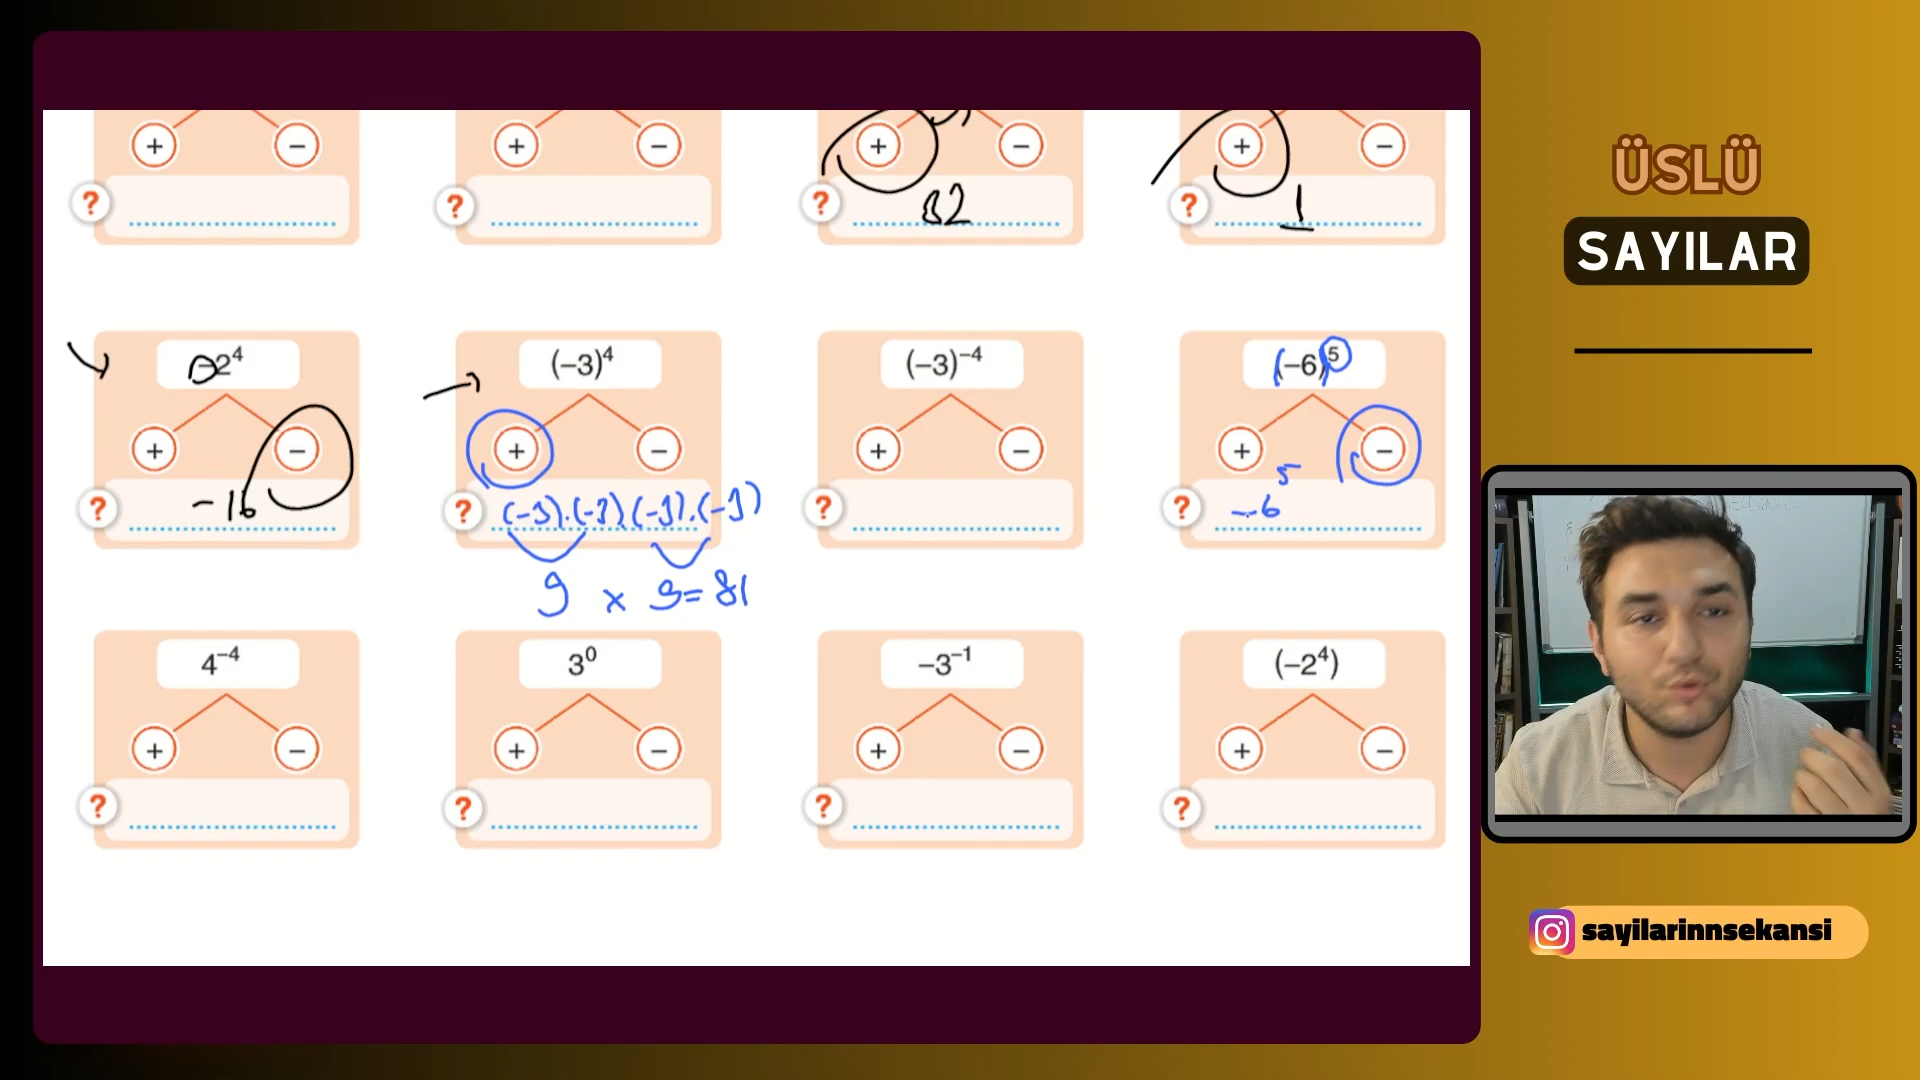 + − + − + − + −
? ? ? 82 ? 1
−2⁴ (−3)⁴ (−3)⁻⁴ (−6)⁵
+ − + − + − + −
? −16 ? (−3).(−3).(−3).(−3) ? ? −6⁵
9 x 9 = 81
4⁻⁴ 3⁰ −3⁻¹ (−2⁴)
+ − + − + − + −
? ? ? ?
ÜSLÜ
SAYILAR
sayilarinnsekansi